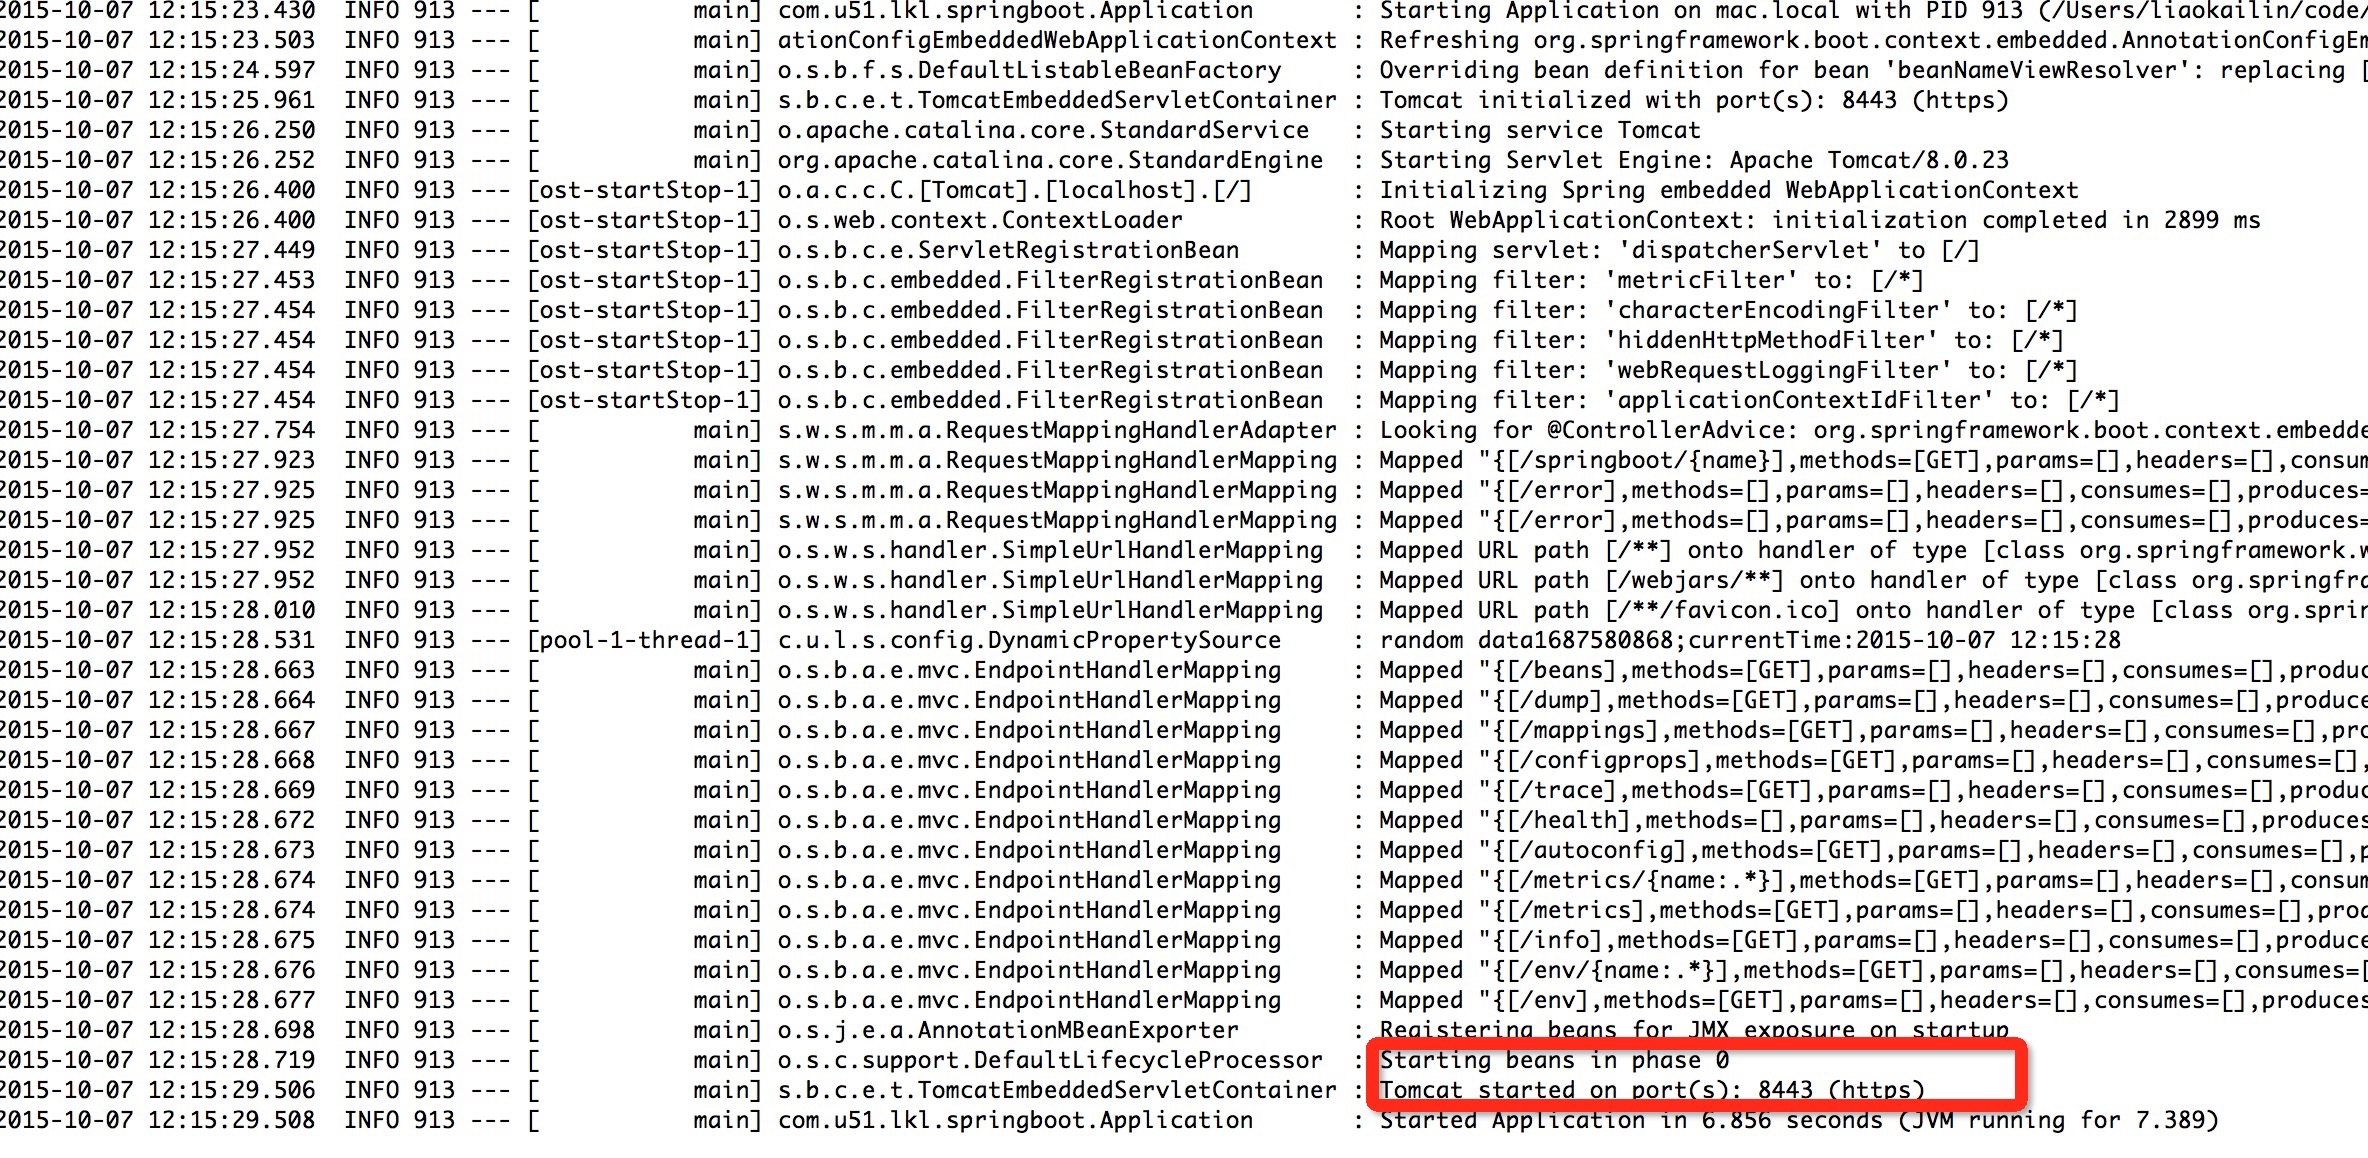 2015-10-07 12:15:23.430  INFO 913 --- [           main] com.u51.lkl.springboot.Application       : Starting Application on mac.local with PID 913 (/Users/liaokailin/code/
2015-10-07 12:15:23.503  INFO 913 --- [           main] ationConfigEmbeddedWebApplicationContext : Refreshing org.springframework.boot.context.embedded.AnnotationConfigEm
2015-10-07 12:15:24.597  INFO 913 --- [           main] o.s.b.f.s.DefaultListableBeanFactory     : Overriding bean definition for bean 'beanNameViewResolver': replacing [
2015-10-07 12:15:25.961  INFO 913 --- [           main] s.b.c.e.t.TomcatEmbeddedServletContainer : Tomcat initialized with port(s): 8443 (https)
2015-10-07 12:15:26.250  INFO 913 --- [           main] o.apache.catalina.core.StandardService   : Starting service Tomcat
2015-10-07 12:15:26.252  INFO 913 --- [           main] org.apache.catalina.core.StandardEngine  : Starting Servlet Engine: Apache Tomcat/8.0.23
2015-10-07 12:15:26.400  INFO 913 --- [ost-startStop-1] o.a.c.c.C.[Tomcat].[localhost].[/]       : Initializing Spring embedded WebApplicationContext
2015-10-07 12:15:26.400  INFO 913 --- [ost-startStop-1] o.s.web.context.ContextLoader            : Root WebApplicationContext: initialization completed in 2899 ms
2015-10-07 12:15:27.449  INFO 913 --- [ost-startStop-1] o.s.b.c.e.ServletRegistrationBean        : Mapping servlet: 'dispatcherServlet' to [/]
2015-10-07 12:15:27.453  INFO 913 --- [ost-startStop-1] o.s.b.c.embedded.FilterRegistrationBean  : Mapping filter: 'metricFilter' to: [/*]
2015-10-07 12:15:27.454  INFO 913 --- [ost-startStop-1] o.s.b.c.embedded.FilterRegistrationBean  : Mapping filter: 'characterEncodingFilter' to: [/*]
2015-10-07 12:15:27.454  INFO 913 --- [ost-startStop-1] o.s.b.c.embedded.FilterRegistrationBean  : Mapping filter: 'hiddenHttpMethodFilter' to: [/*]
2015-10-07 12:15:27.454  INFO 913 --- [ost-startStop-1] o.s.b.c.embedded.FilterRegistrationBean  : Mapping filter: 'webRequestLoggingFilter' to: [/*]
2015-10-07 12:15:27.454  INFO 913 --- [ost-startStop-1] o.s.b.c.embedded.FilterRegistrationBean  : Mapping filter: 'applicationContextIdFilter' to: [/*]
2015-10-07 12:15:27.754  INFO 913 --- [           main] s.w.s.m.m.a.RequestMappingHandlerAdapter : Looking for @ControllerAdvice: org.springframework.boot.context.embedde
2015-10-07 12:15:27.923  INFO 913 --- [           main] s.w.s.m.m.a.RequestMappingHandlerMapping : Mapped "{[/springboot/{name}],methods=[GET],params=[],headers=[],consum
2015-10-07 12:15:27.925  INFO 913 --- [           main] s.w.s.m.m.a.RequestMappingHandlerMapping : Mapped "{[/error],methods=[],params=[],headers=[],consumes=[],produces=
2015-10-07 12:15:27.925  INFO 913 --- [           main] s.w.s.m.m.a.RequestMappingHandlerMapping : Mapped "{[/error],methods=[],params=[],headers=[],consumes=[],produces=
2015-10-07 12:15:27.952  INFO 913 --- [           main] o.s.w.s.handler.SimpleUrlHandlerMapping  : Mapped URL path [/**] onto handler of type [class org.springframework.w
2015-10-07 12:15:27.952  INFO 913 --- [           main] o.s.w.s.handler.SimpleUrlHandlerMapping  : Mapped URL path [/webjars/**] onto handler of type [class org.springfra
2015-10-07 12:15:28.010  INFO 913 --- [           main] o.s.w.s.handler.SimpleUrlHandlerMapping  : Mapped URL path [/**/favicon.ico] onto handler of type [class org.sprin
2015-10-07 12:15:28.531  INFO 913 --- [pool-1-thread-1] c.u.l.s.config.DynamicPropertySource     : random data1687580868;currentTime:2015-10-07 12:15:28
2015-10-07 12:15:28.663  INFO 913 --- [           main] o.s.b.a.e.mvc.EndpointHandlerMapping     : Mapped "{[/beans],methods=[GET],params=[],headers=[],consumes=[],produc
2015-10-07 12:15:28.664  INFO 913 --- [           main] o.s.b.a.e.mvc.EndpointHandlerMapping     : Mapped "{[/dump],methods=[GET],params=[],headers=[],consumes=[],produce
2015-10-07 12:15:28.667  INFO 913 --- [           main] o.s.b.a.e.mvc.EndpointHandlerMapping     : Mapped "{[/mappings],methods=[GET],params=[],headers=[],consumes=[],pro
2015-10-07 12:15:28.668  INFO 913 --- [           main] o.s.b.a.e.mvc.EndpointHandlerMapping     : Mapped "{[/configprops],methods=[GET],params=[],headers=[],consumes=[],
2015-10-07 12:15:28.669  INFO 913 --- [           main] o.s.b.a.e.mvc.EndpointHandlerMapping     : Mapped "{[/trace],methods=[GET],params=[],headers=[],consumes=[],produc
2015-10-07 12:15:28.672  INFO 913 --- [           main] o.s.b.a.e.mvc.EndpointHandlerMapping     : Mapped "{[/health],methods=[],params=[],headers=[],consumes=[],produces
2015-10-07 12:15:28.673  INFO 913 --- [           main] o.s.b.a.e.mvc.EndpointHandlerMapping     : Mapped "{[/autoconfig],methods=[GET],params=[],headers=[],consumes=[],p
2015-10-07 12:15:28.674  INFO 913 --- [           main] o.s.b.a.e.mvc.EndpointHandlerMapping     : Mapped "{[/metrics/{name:.*}],methods=[GET],params=[],headers=[],consum
2015-10-07 12:15:28.674  INFO 913 --- [           main] o.s.b.a.e.mvc.EndpointHandlerMapping     : Mapped "{[/metrics],methods=[GET],params=[],headers=[],consumes=[],prod
2015-10-07 12:15:28.675  INFO 913 --- [           main] o.s.b.a.e.mvc.EndpointHandlerMapping     : Mapped "{[/info],methods=[GET],params=[],headers=[],consumes=[],produce
2015-10-07 12:15:28.676  INFO 913 --- [           main] o.s.b.a.e.mvc.EndpointHandlerMapping     : Mapped "{[/env/{name:.*}],methods=[GET],params=[],headers=[],consumes=[
2015-10-07 12:15:28.677  INFO 913 --- [           main] o.s.b.a.e.mvc.EndpointHandlerMapping     : Mapped "{[/env],methods=[GET],params=[],headers=[],consumes=[],produces
2015-10-07 12:15:28.698  INFO 913 --- [           main] o.s.j.e.a.AnnotationMBeanExporter        : Registering beans for JMX exposure on startup
2015-10-07 12:15:28.719  INFO 913 --- [           main] o.s.c.support.DefaultLifecycleProcessor  : Starting beans in phase 0
2015-10-07 12:15:29.506  INFO 913 --- [           main] s.b.c.e.t.TomcatEmbeddedServletContainer : Tomcat started on port(s): 8443 (https)
2015-10-07 12:15:29.508  INFO 913 --- [           main] com.u51.lkl.springboot.Application       : Started Application in 6.856 seconds (JVM running for 7.389)